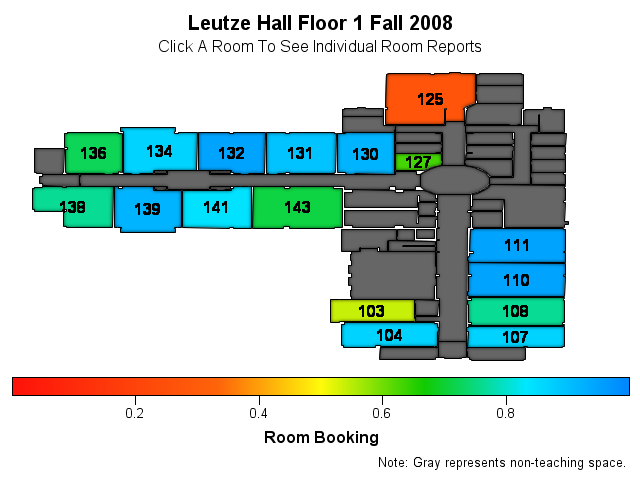 Leutze Hall Floor 1 Fall 2008
Click A Room To See Individual Room Reports
125
136 134 132 131 130 127
138 139 141 143
111
110
103 108
104 107
0.2 0.4 0.6 0.8
Room Booking
Note: Gray represents non-teaching space.